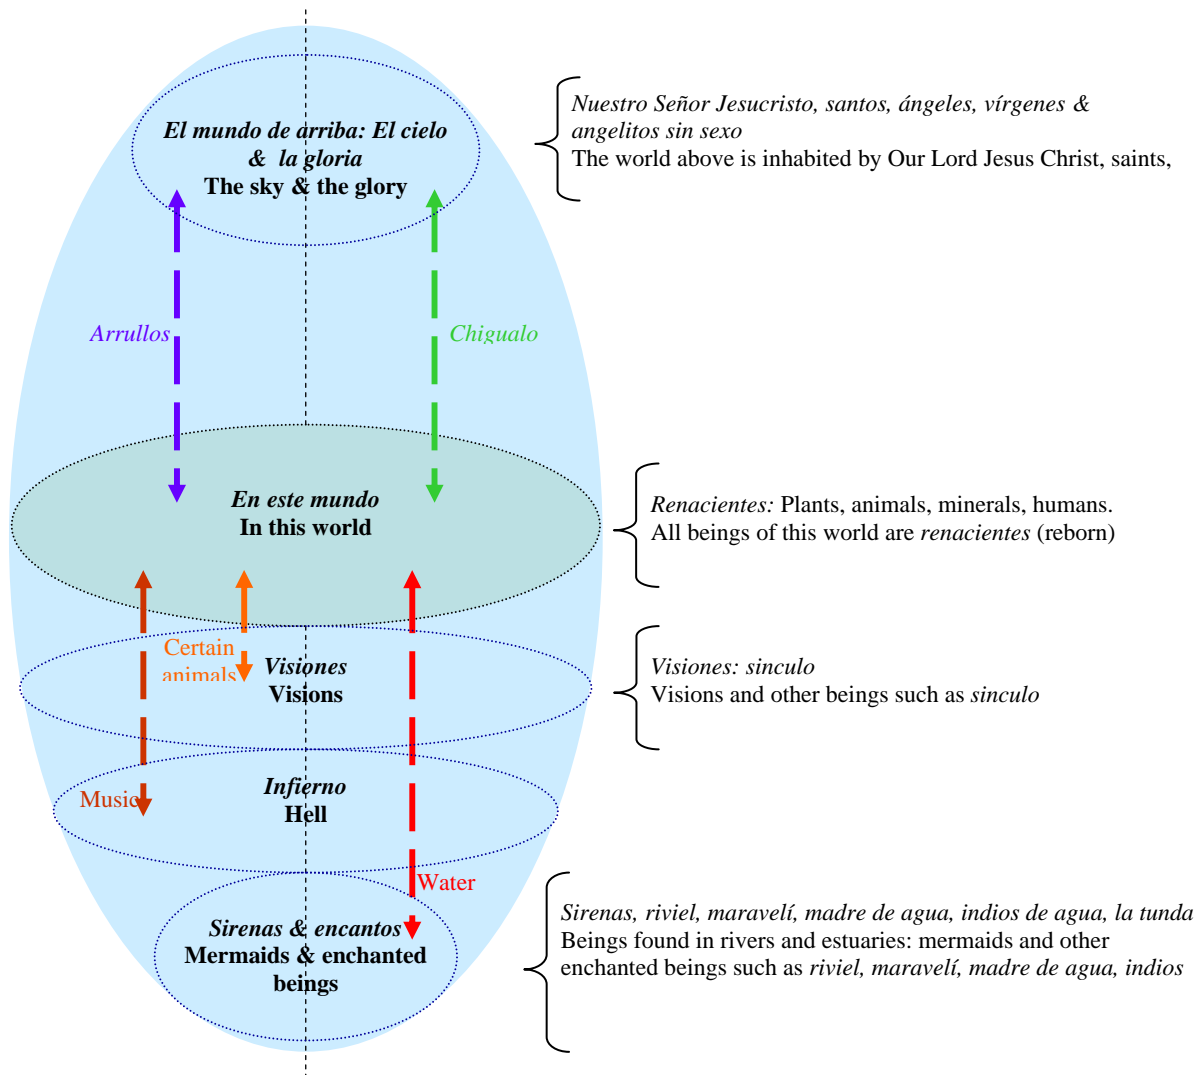 El mundo de arriba: El cielo
& la gloria
The sky & the glory
Nuestro Señor Jesucristo, santos, ángeles, vírgenes &
angelitos sin sexo
The world above is inhabited by Our Lord Jesus Christ, saints,
Arrullos
Chigualo
En este mundo
In this world
Renacientes: Plants, animals, minerals, humans.
All beings of this world are renacientes (reborn)
Certain
animals
Visiones
Visions
Visiones: sinculo
Visions and other beings such as sinculo
Music
Infierno
Hell
Water
Sirenas & encantos
Mermaids & enchanted
beings
Sirenas, riviel, maravelí, madre de agua, indios de agua, la tunda
Beings found in rivers and estuaries: mermaids and other
enchanted beings such as riviel, maravelí, madre de agua, indios